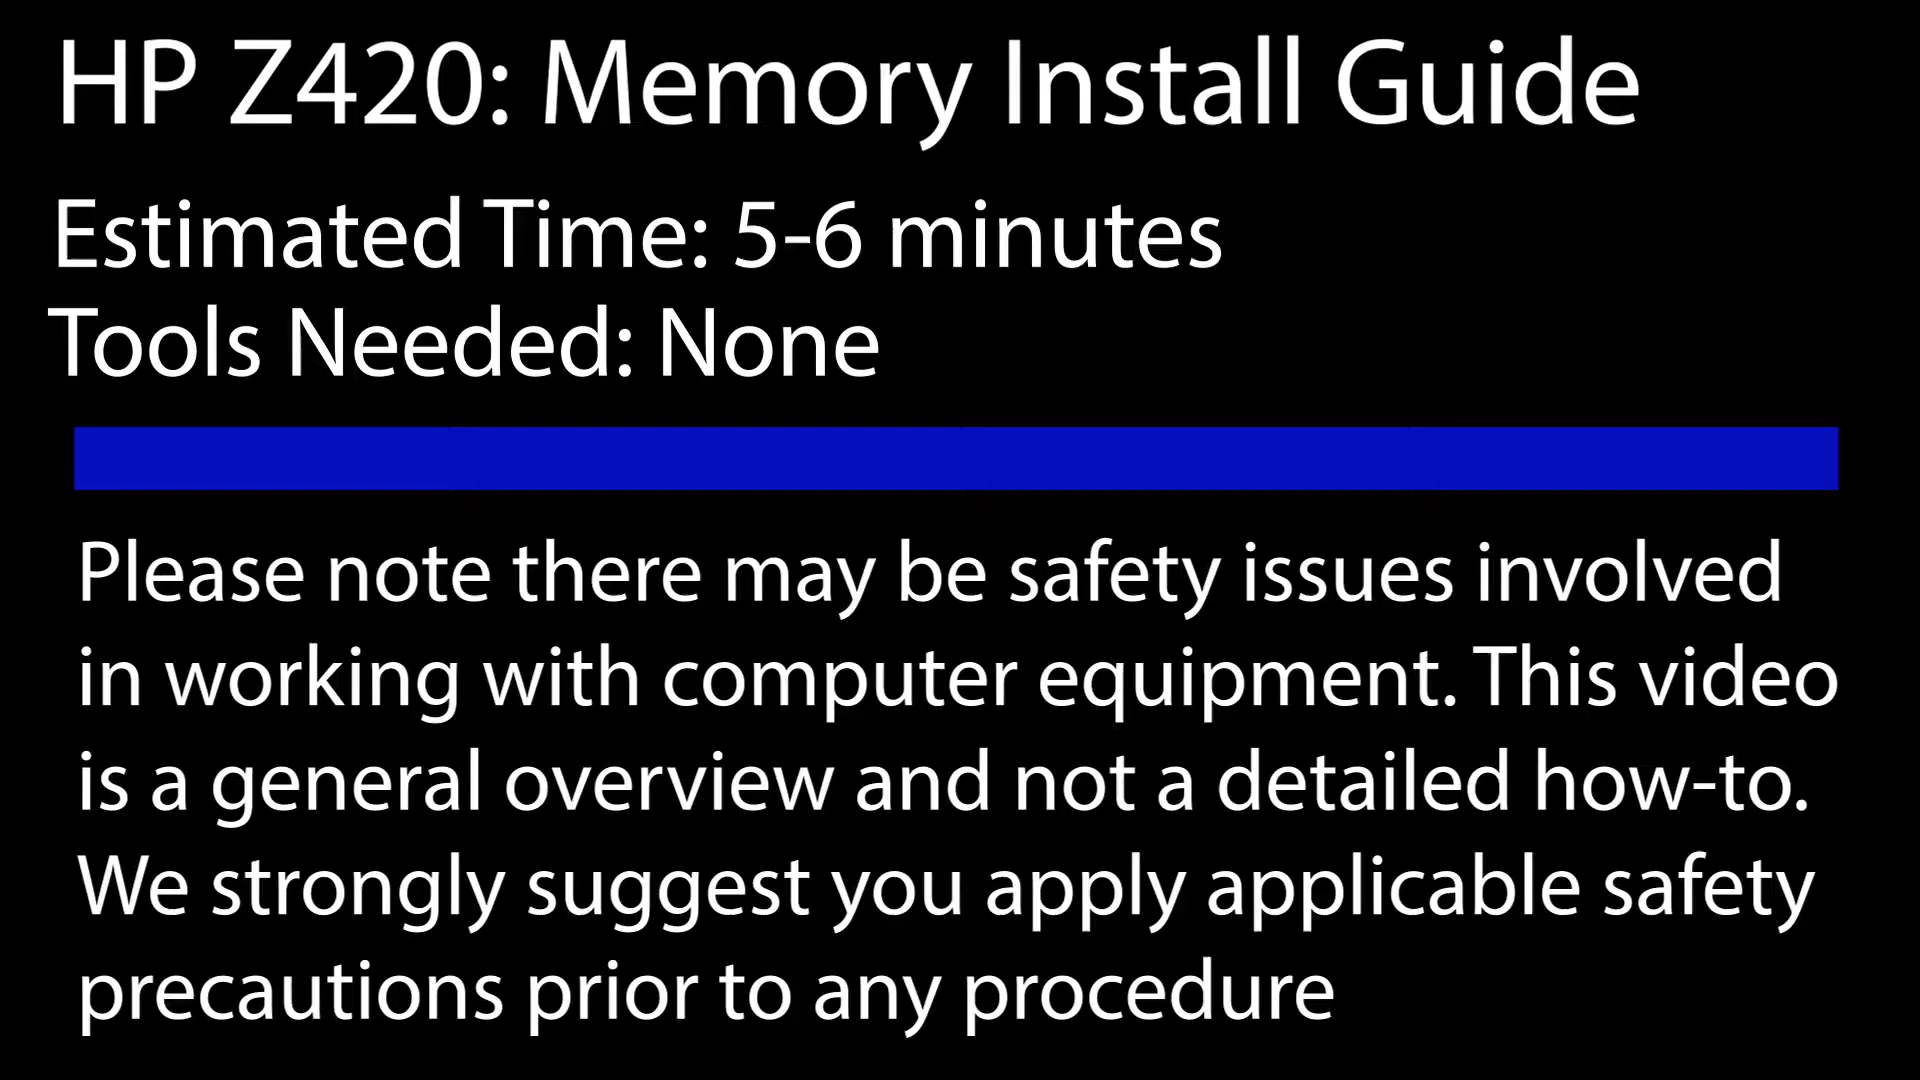 HP Z420: Memory Install Guide
Estimated Time: 5-6 minutes
Tools Needed: None
Please note there may be safety issues involved
in working with computer equipment. This video
is a general overview and not a detailed how-to.
We strongly suggest you apply applicable safety
precautions prior to any procedure